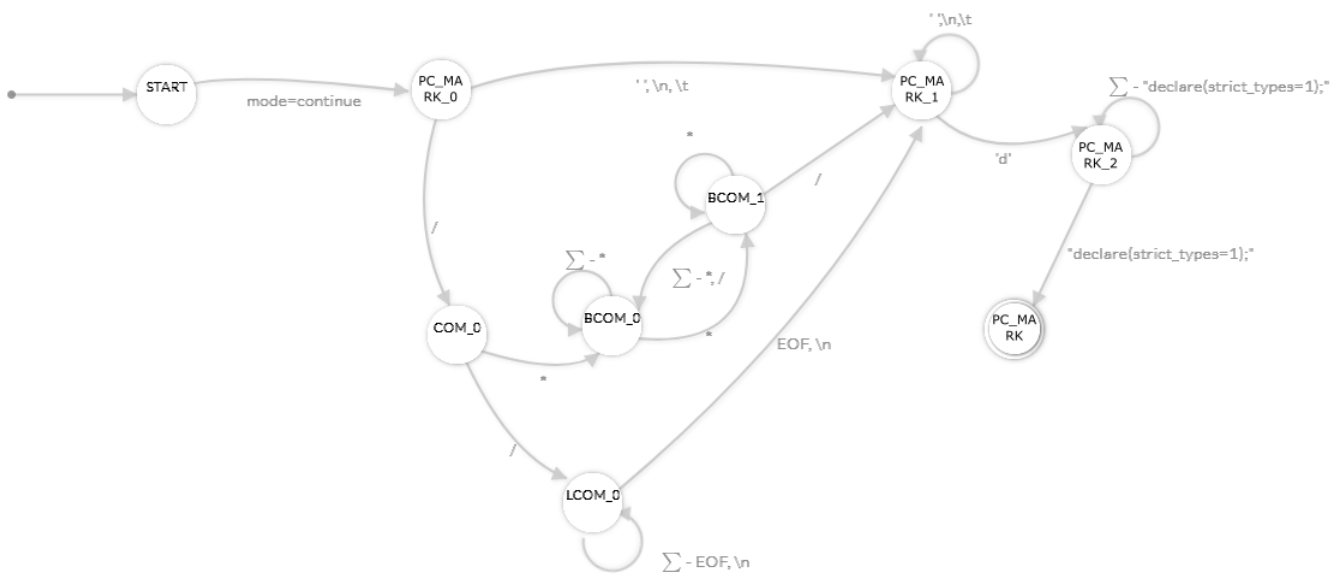 ' ',\n,\t
START
PC_MA
RK_0
PC_MA
RK_1
∑ - "declare(strict_types=1);"
mode=continue
' ', \n, \t
*
PC_MA
RK_2
'd'
/
BCOM_1
/
∑ - *
∑ - *, /
"declare(strict_types=1);"
COM_0
BCOM_0
*
EOF, \n
PC_MA
RK
*
/
LCOM_0
∑ - EOF, \n